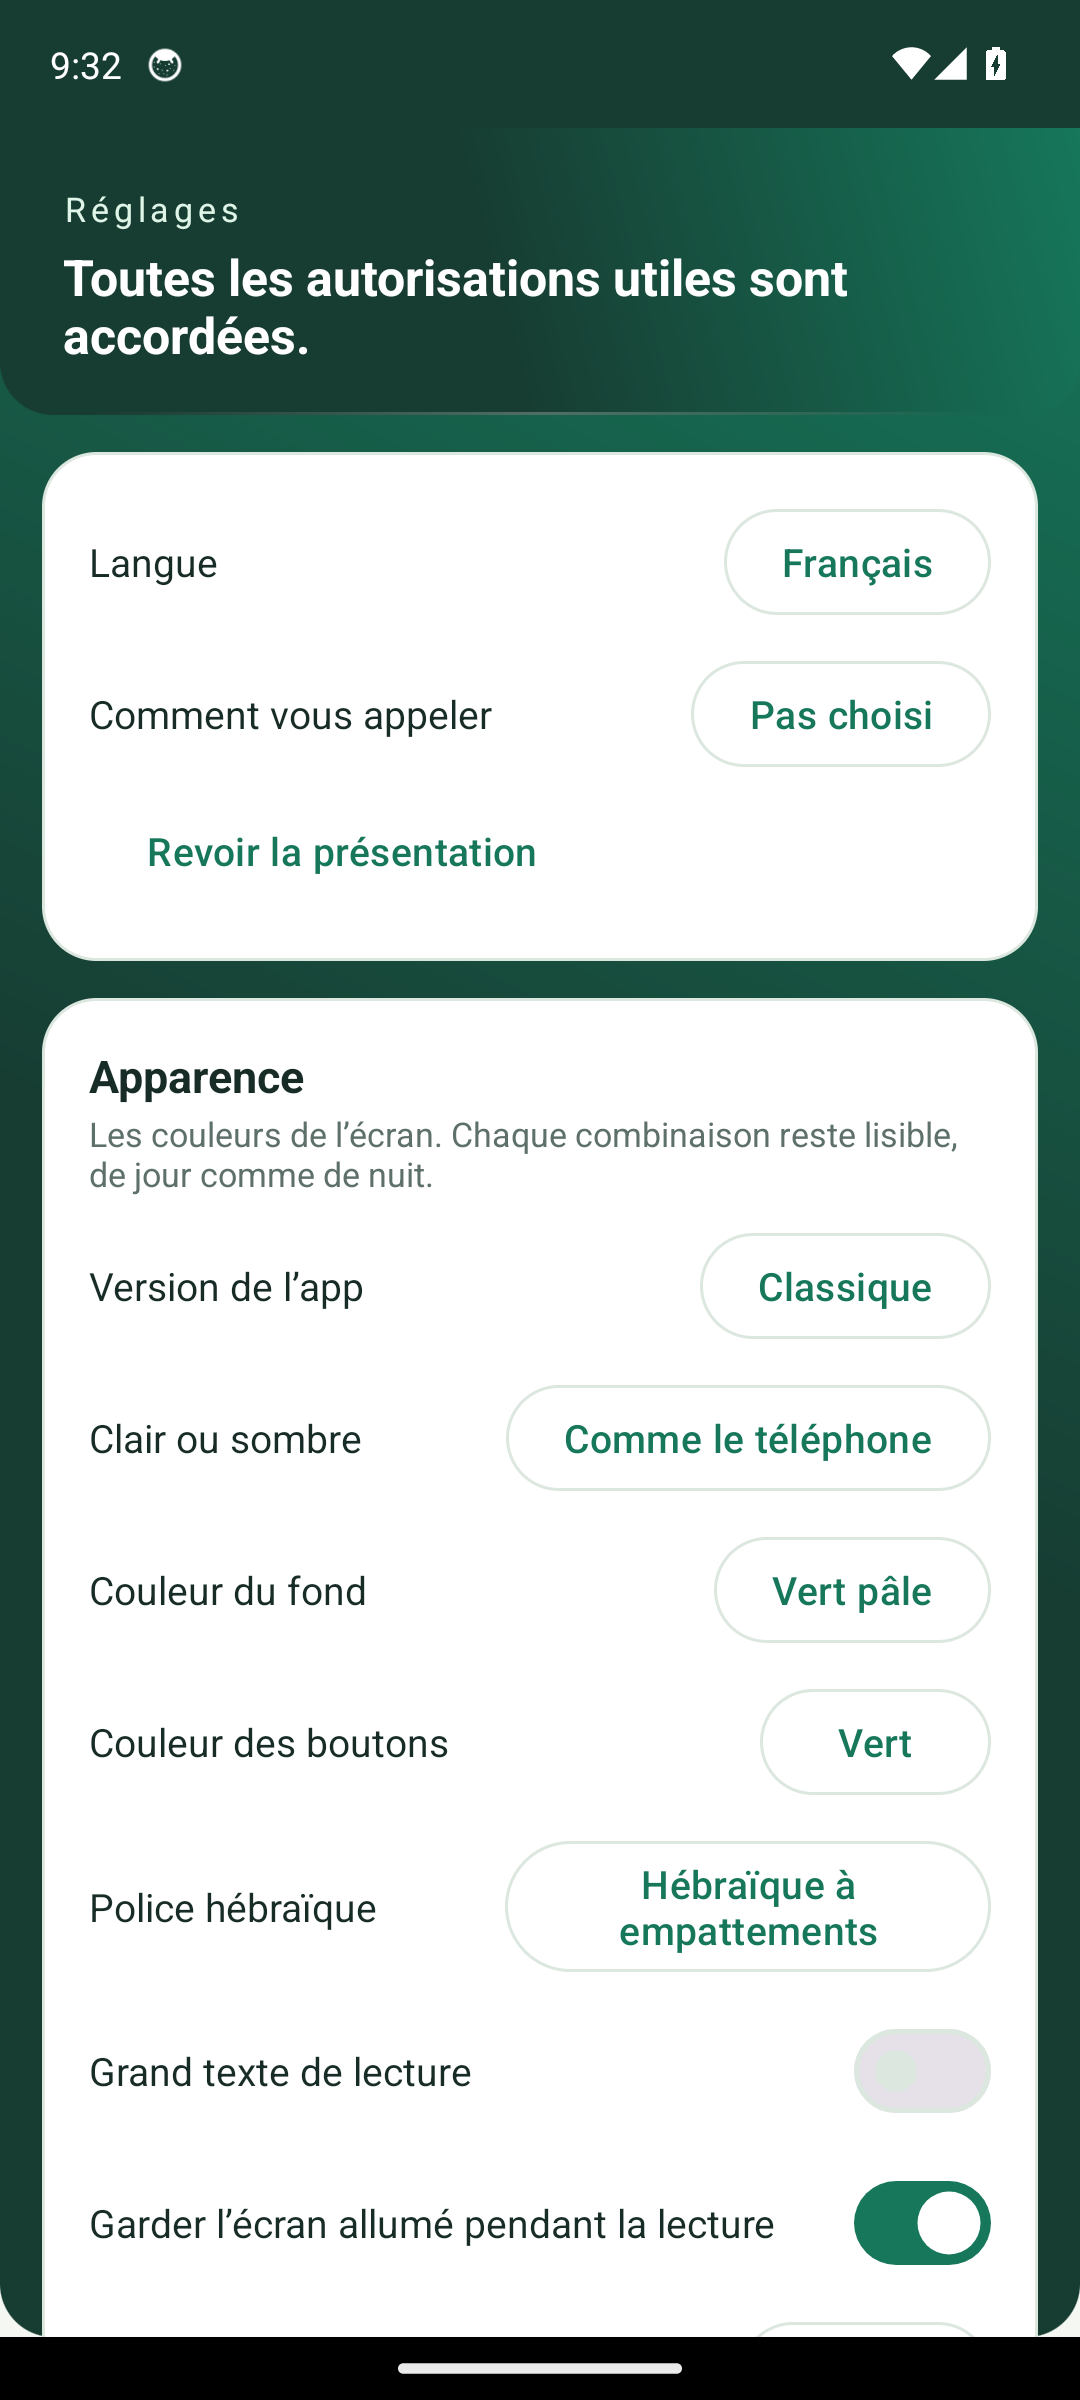 9:32
Réglages
Toutes les autorisations utiles sont
accordées.
Langue
Français
Comment vous appeler
Pas choisi
Revoir la présentation
Apparence
Les couleurs de l’écran. Chaque combinaison reste lisible,
de jour comme de nuit.
Version de l’app
Classique
Clair ou sombre
Comme le téléphone
Couleur du fond
Vert pâle
Couleur des boutons
Vert
Police hébraïque
Hébraïque à
empattements
Grand texte de lecture
Garder l’écran allumé pendant la lecture